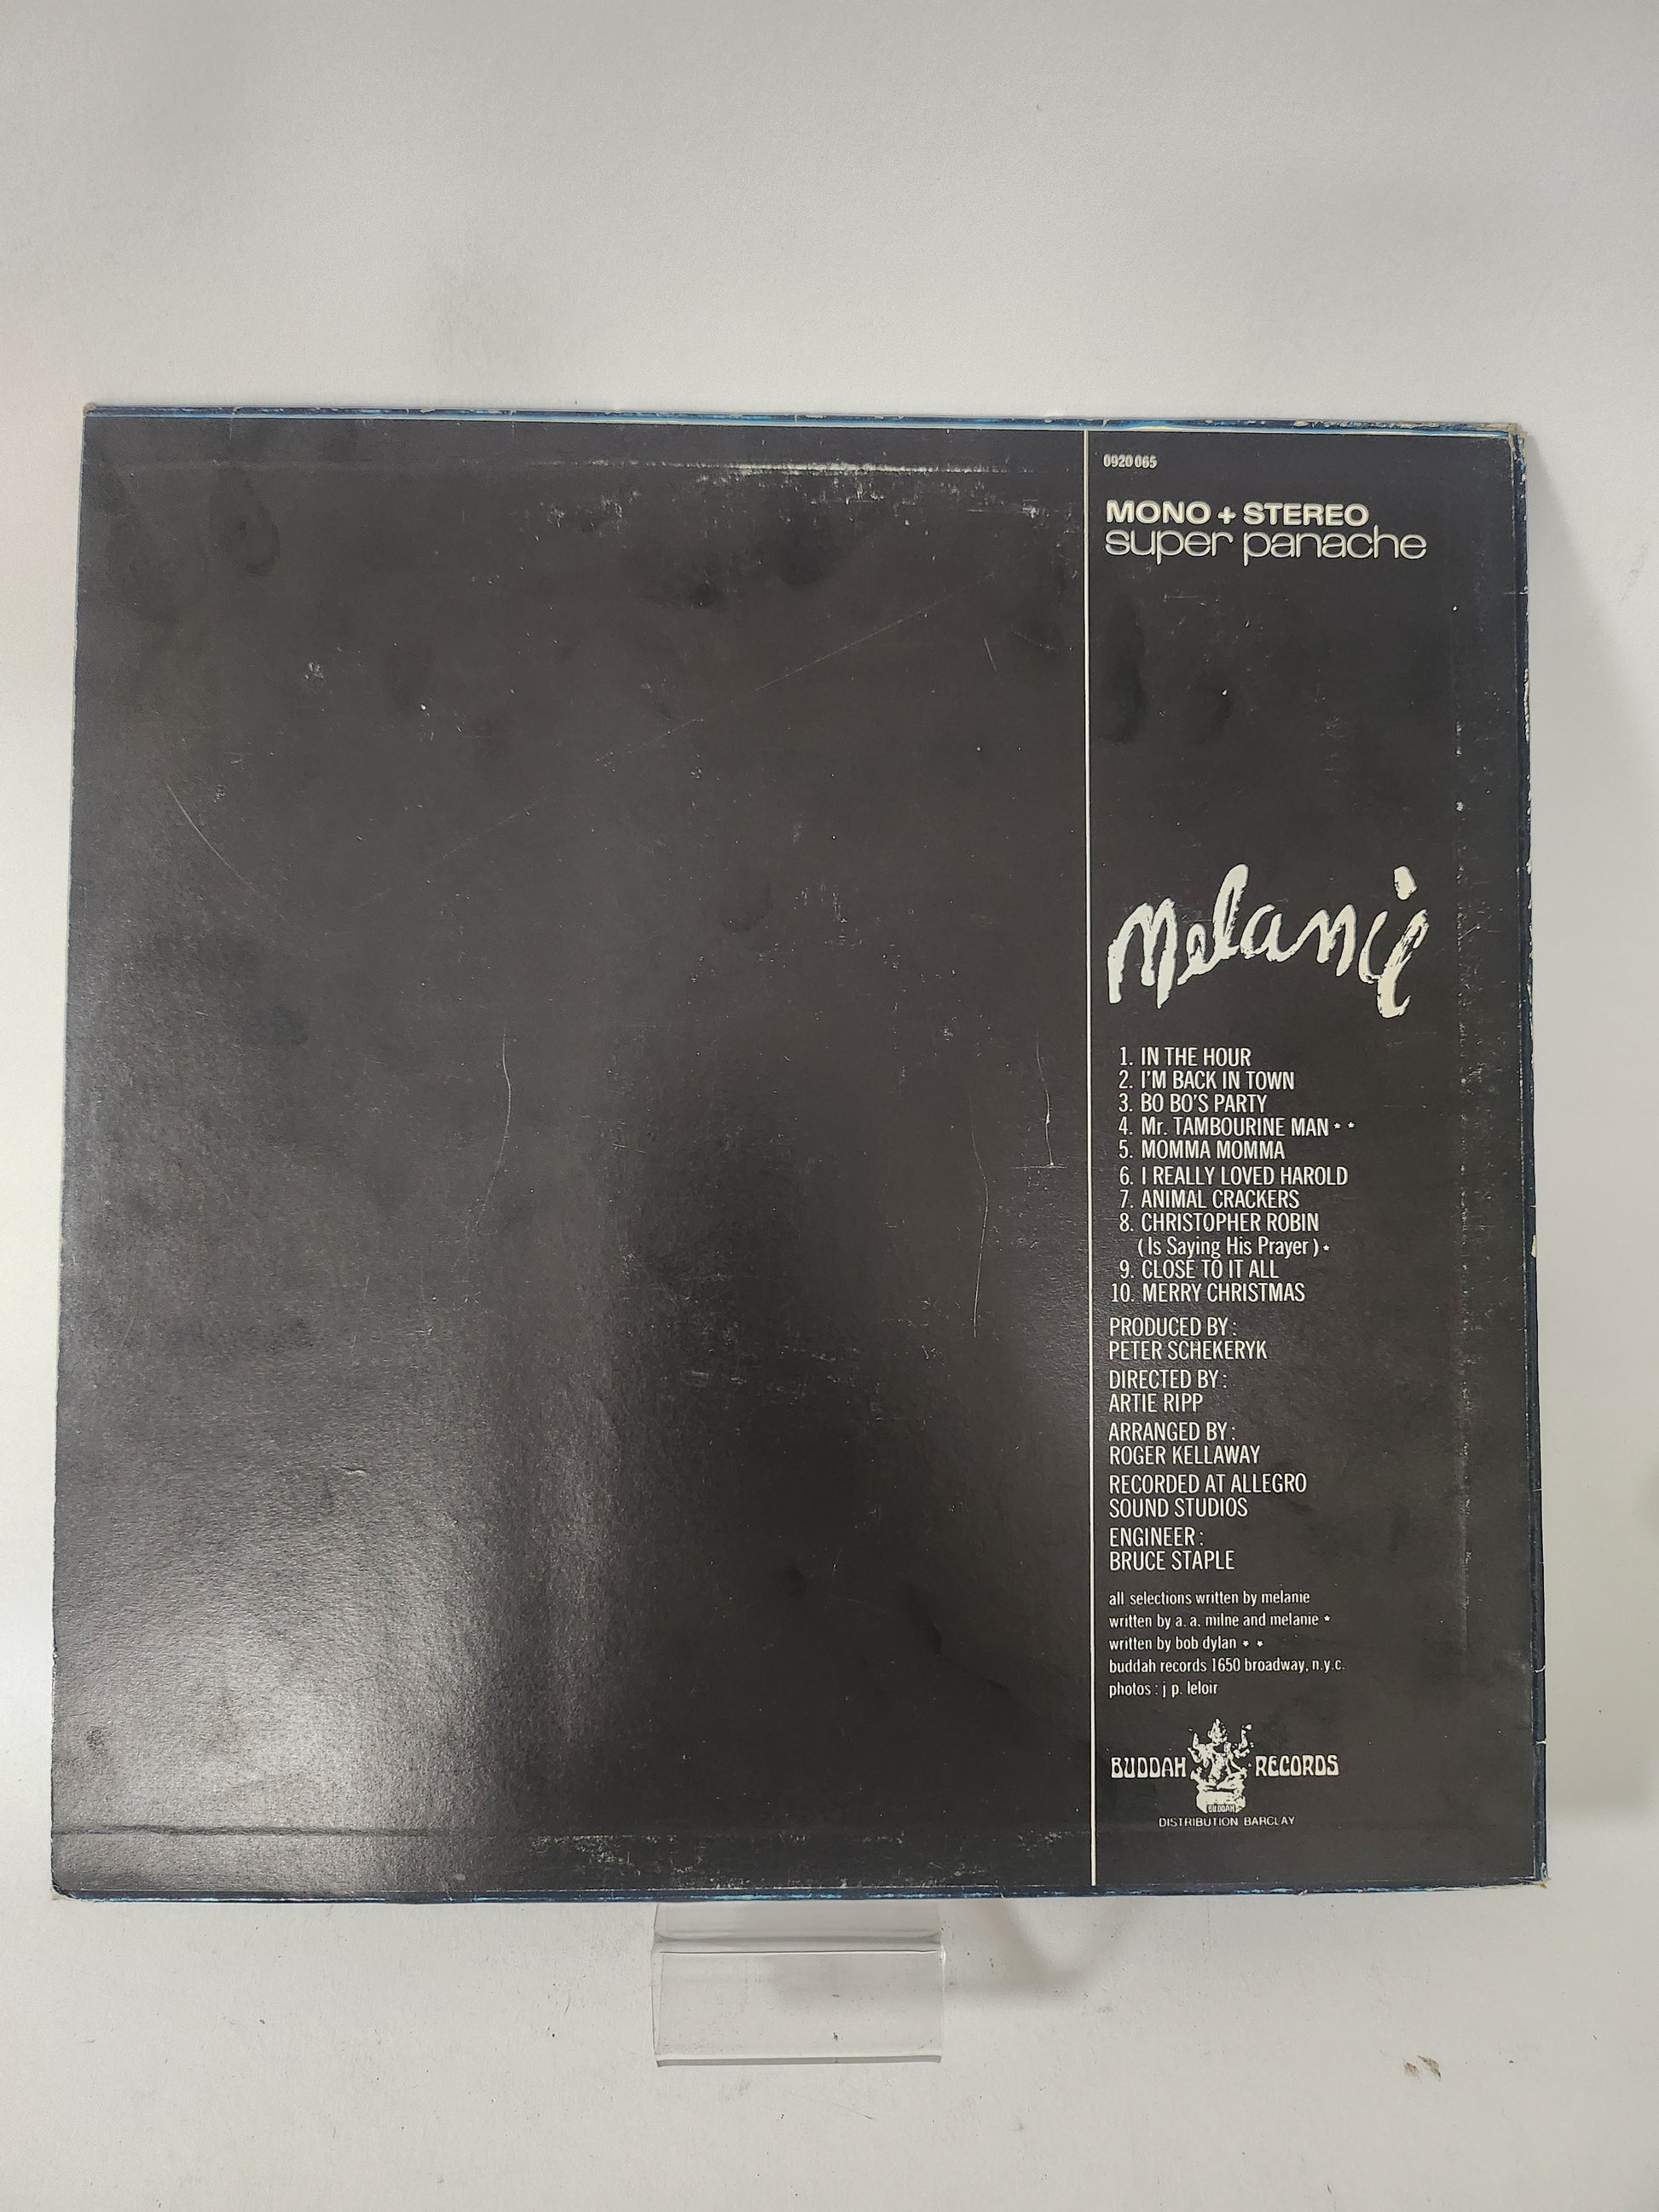 0920 065
MONO + STEREO
super panache
melanie
1. IN THE HOUR
2. I'M BACK IN TOWN
3. BO BO'S PARTY
4. Mr. TAMBOURINE MAN * *
5. MOMMA MOMMA
6. I REALLY LOVED HAROLD
7. ANIMAL CRACKERS
8. CHRISTOPHER ROBIN
( Is Saying His Prayer ) *
9. CLOSE TO IT ALL
10. MERRY CHRISTMAS
PRODUCED BY :
PETER SCHEKERYK
DIRECTED BY :
ARTIE RIPP
ARRANGED BY :
ROGER KELLAWAY
RECORDED AT ALLEGRO
SOUND STUDIOS
ENGINEER :
BRUCE STAPLE
all selections written by melanie
written by a. a. milne and melanie *
written by bob dylan * *
buddah records 1650 broadway, n.y.c.
photos : j p. leloir
BUDDAH RECORDS
BUDDAH
DISTRIBUTION BARCLAY